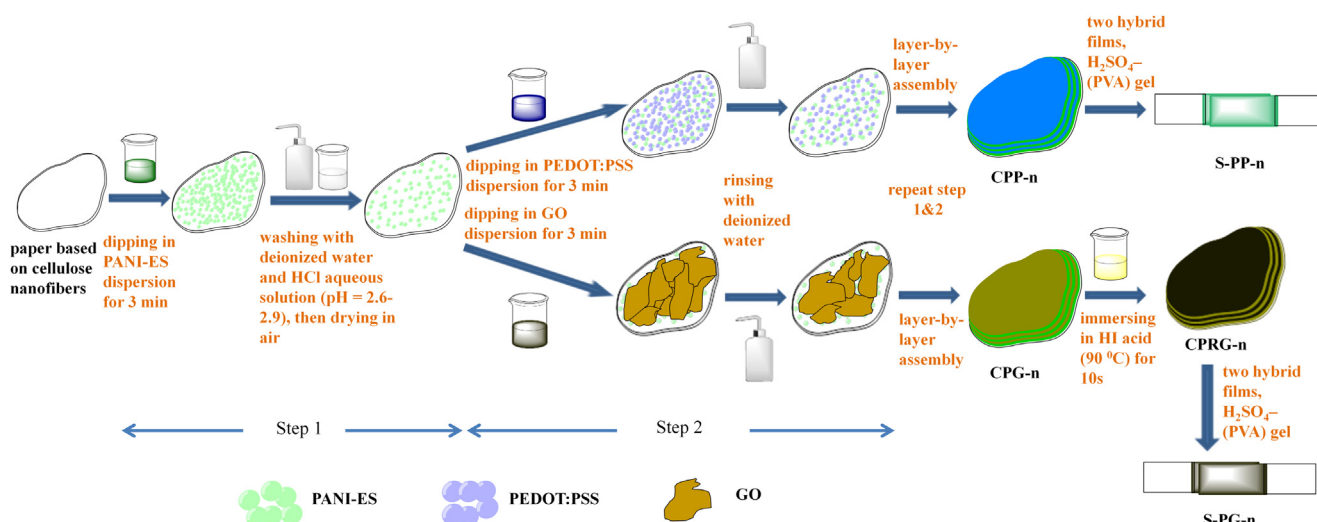 paper based
on cellulose
nanofibers
dipping in
PANI-ES
dispersion
for 3 min
washing with
deionized water
and HCl aqueous
solution (pH = 2.6-
2.9), then drying in
air
dipping in PEDOT:PSS
dispersion for 3 min
dipping in GO
dispersion for 3 min
rinsing
with
deionized
water
layer-by-
layer
assembly
repeat step
1&2
layer-by-
layer
assembly
CPP-n
two hybrid
films,
H₂SO₄–
(PVA) gel
S-PP-n
CPG-n
immersing
in HI acid
(90 ⁰C) for
10s
CPRG-n
two hybrid
films,
H₂SO₄–
(PVA) gel
S-PG-n
Step 1
Step 2
PANI-ES
PEDOT:PSS
GO